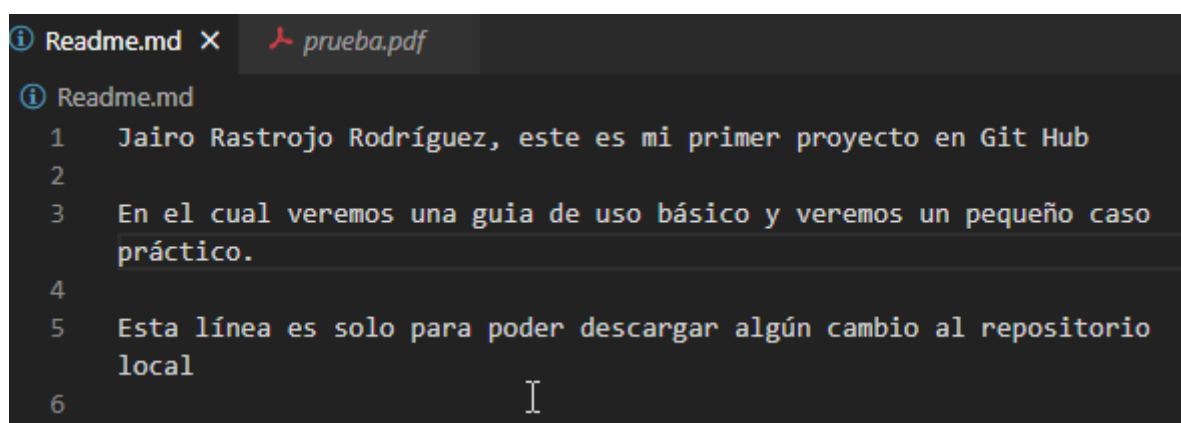 Readme.md prueba.pdf
Readme.md
1 Jairo Rastrojo Rodríguez, este es mi primer proyecto en Git Hub
2
3 En el cual veremos una guia de uso básico y veremos un pequeño caso
práctico.
4
5 Esta línea es solo para poder descargar algún cambio al repositorio
local
6